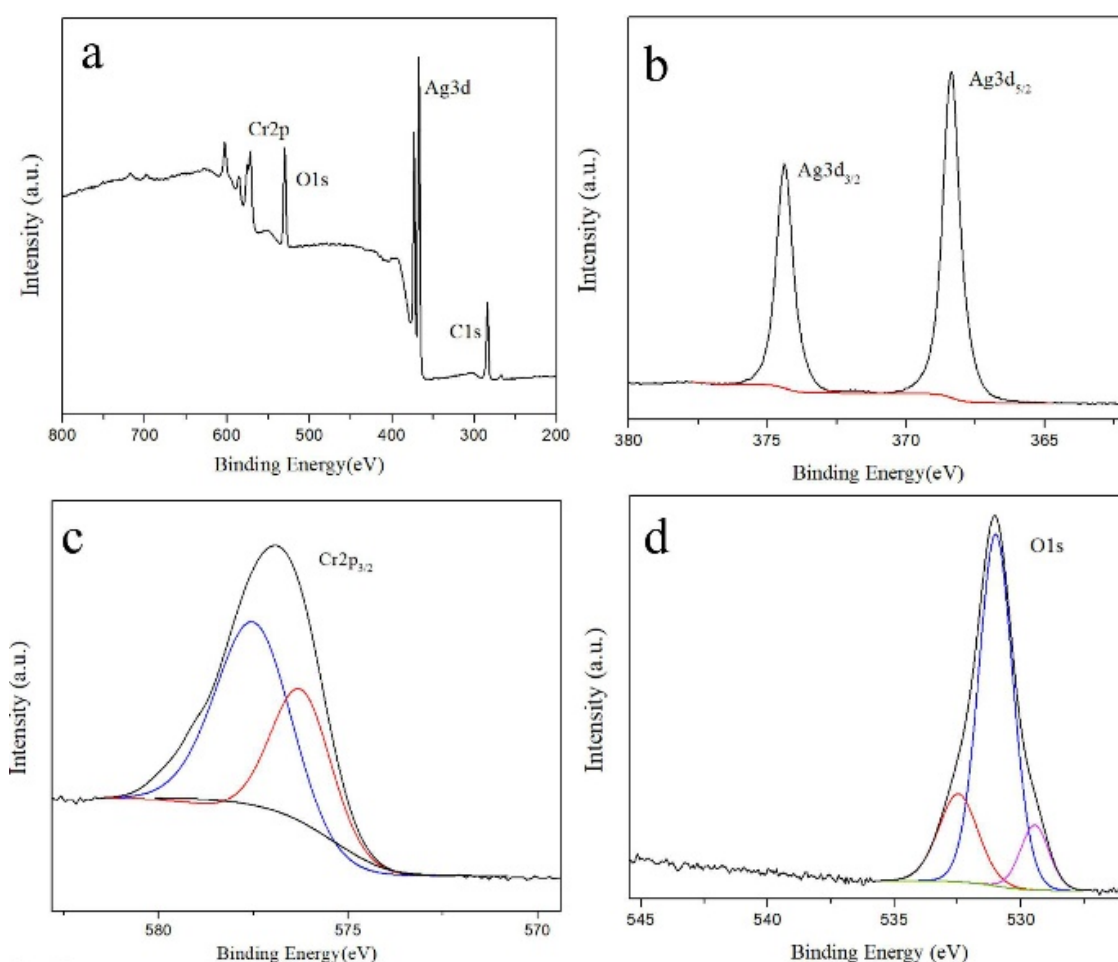 a
Ag3d
Cr2p
O1s
C1s
Intensity (a.u.)
800 700 600 500 400 300 200
Binding Energy(eV)
b
Ag3d5/2
Ag3d3/2
Intensity (a.u.)
380 375 370 365
Binding Energy(eV)
c
Cr2p3/2
Intensity (a.u.)
580 575 570
Binding Energy(eV)
d
O1s
Intensity (a.u.)
545 540 535 530
Binding Energy (eV)